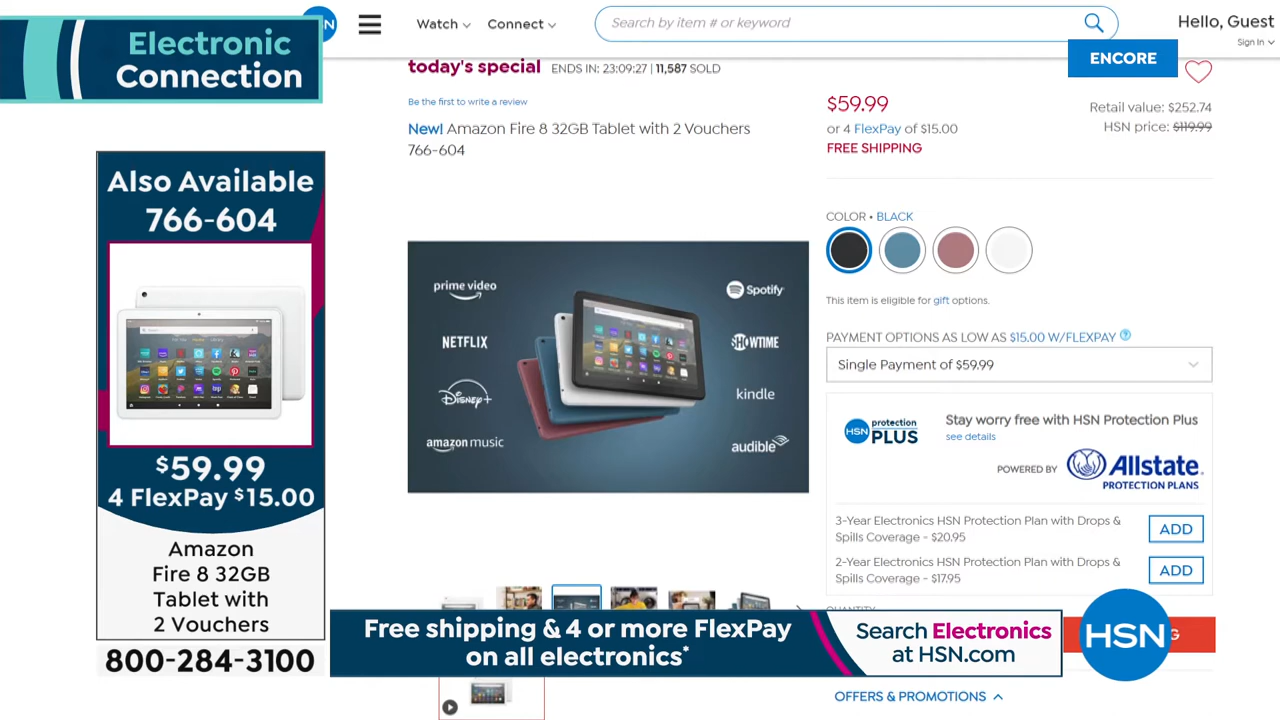 Electronic
Connection
Watch
Connect
Search by item # or keyword
Hello, Guest
Sign In
ENCORE
today's special ENDS IN: 23:09:27 | 11,587 SOLD
Be the first to write a review
New! Amazon Fire 8 32GB Tablet with 2 Vouchers
766-604
$59.99
or 4 FlexPay of $15.00
FREE SHIPPING
Retail value: $252.74
HSN price: $119.99
Also Available
766-604
$59.99
4 FlexPay $15.00
Amazon
Fire 8 32GB
Tablet with
2 Vouchers
800-284-3100
prime video
NETFLIX
Disney+
amazon music
Spotify
SHOWTIME
kindle
audible
COLOR • BLACK
This item is eligible for gift options.
PAYMENT OPTIONS AS LOW AS $15.00 W/FLEXPAY ?
Single Payment of $59.99
HSN protection PLUS
Stay worry free with HSN Protection Plus
see details
POWERED BY Allstate
PROTECTION PLANS
3-Year Electronics HSN Protection Plan with Drops &
Spills Coverage - $20.95
ADD
2-Year Electronics HSN Protection Plan with Drops &
Spills Coverage - $17.95
ADD
QUANTITY
Free shipping & 4 or more FlexPay
on all electronics*
Search Electronics
at HSN.com
HSN
G
OFFERS & PROMOTIONS